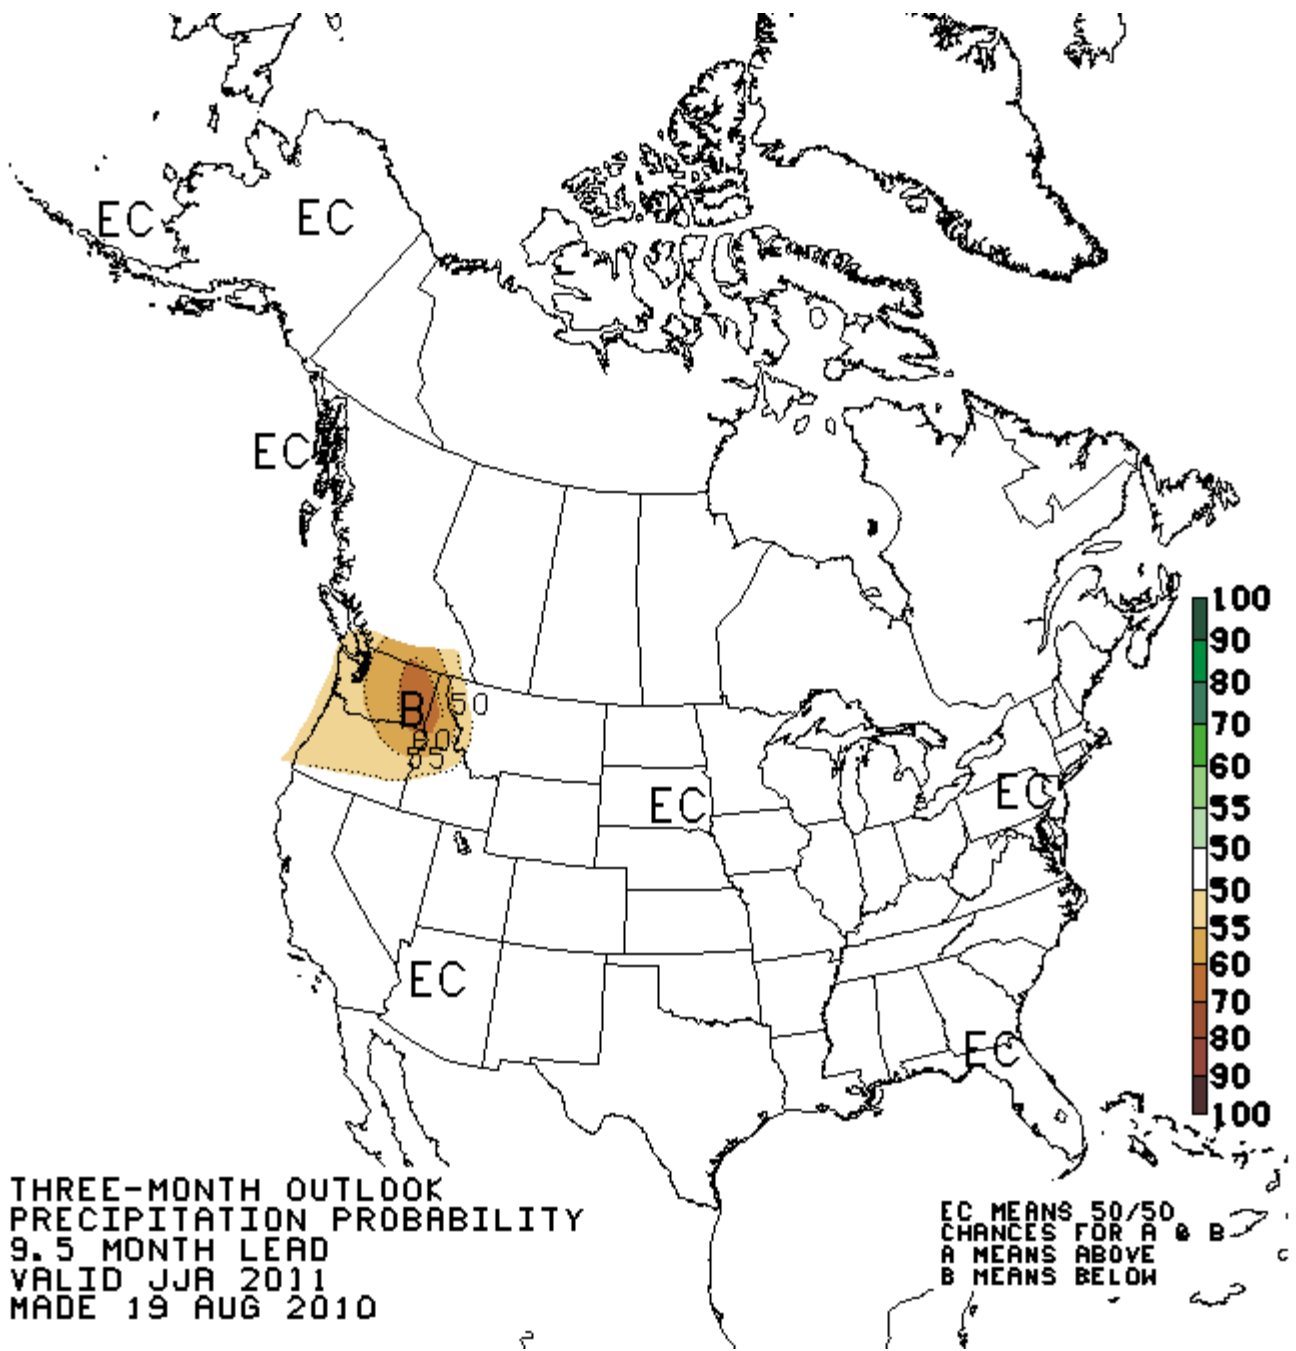 EC
EC
EC
B
50
60
55
EC
EC
EC
EC
100
90
80
70
60
55
50
50
55
60
70
80
90
100
THREE-MONTH OUTLOOK
PRECIPITATION PROBABILITY
9.5 MONTH LEAD
VALID JJA 2011
MADE 19 AUG 2010
EC MEANS 50/50
CHANCES FOR A & B
A MEANS ABOVE
B MEANS BELOW